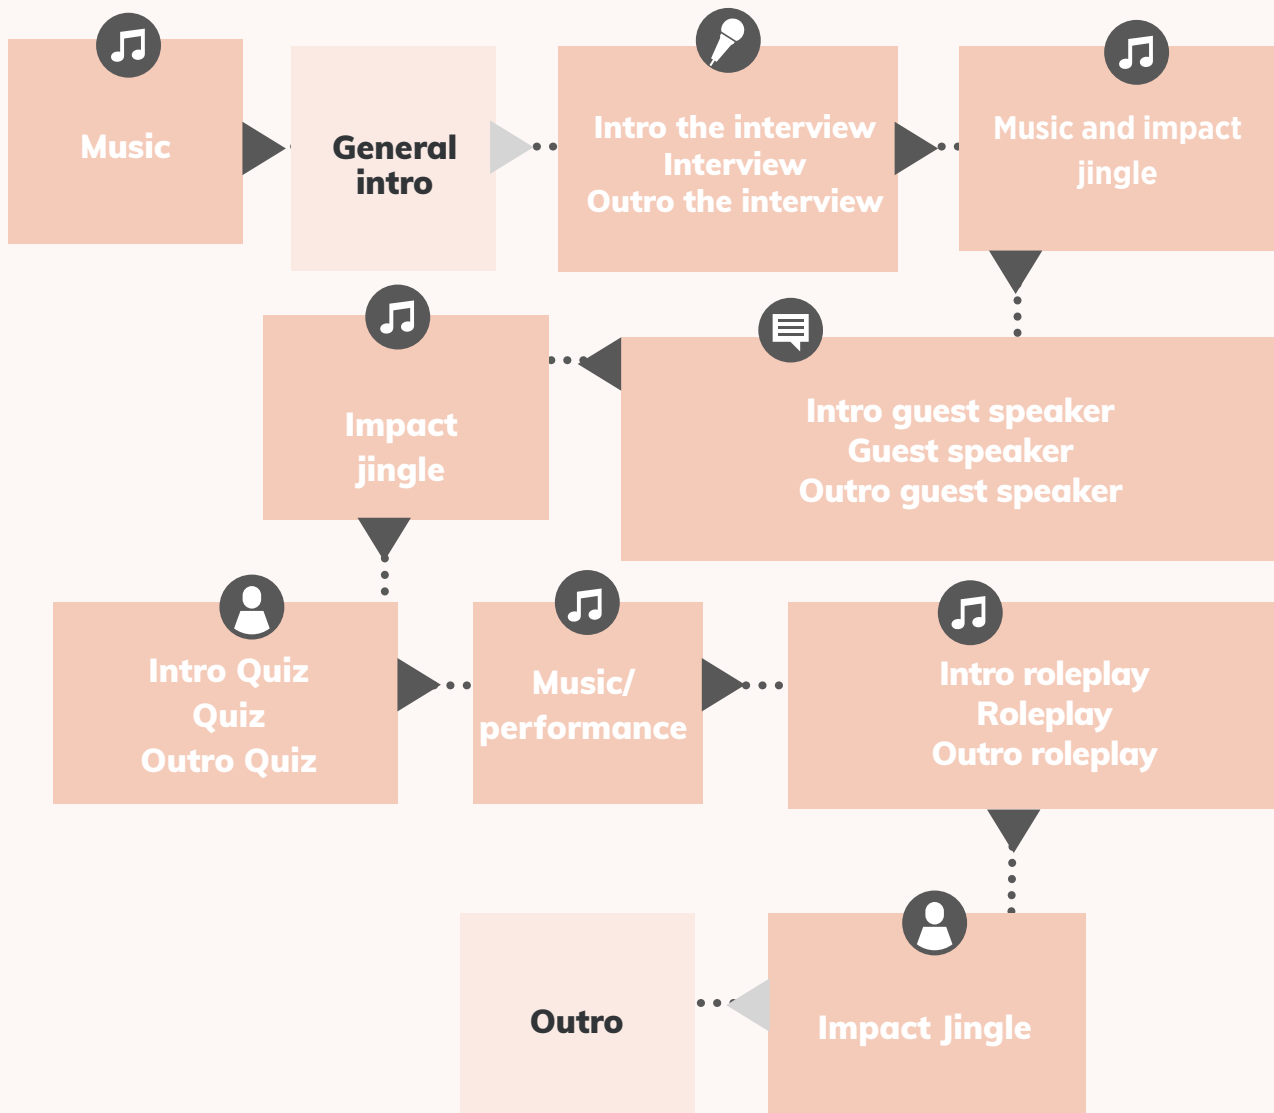 Music
General
intro
Intro the interview
Interview
Outro the interview
Music and impact
jingle
Intro guest speaker
Guest speaker
Outro guest speaker
Impact
jingle
Intro Quiz
Quiz
Outro Quiz
Music/
performance
Intro roleplay
Roleplay
Outro roleplay
Impact Jingle
Outro